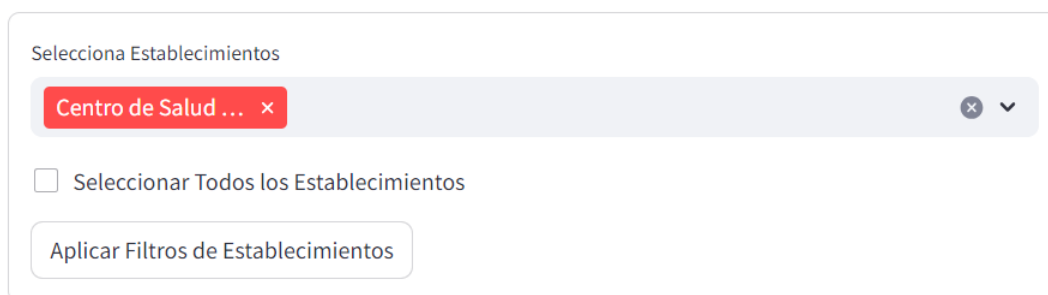 Selecciona Establecimientos
Centro de Salud ... ×
Seleccionar Todos los Establecimientos
Aplicar Filtros de Establecimientos